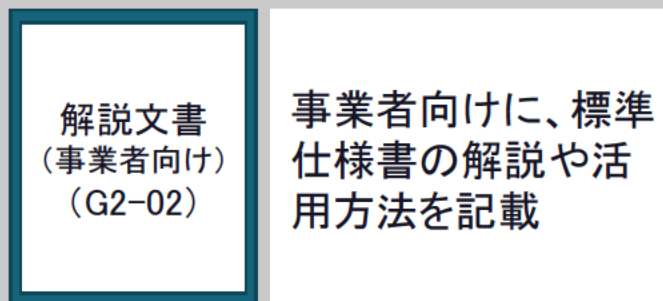 解説文書
（事業者向け）
（G2-02）
事業者向けに、標準
仕様書の解説や活
用方法を記載